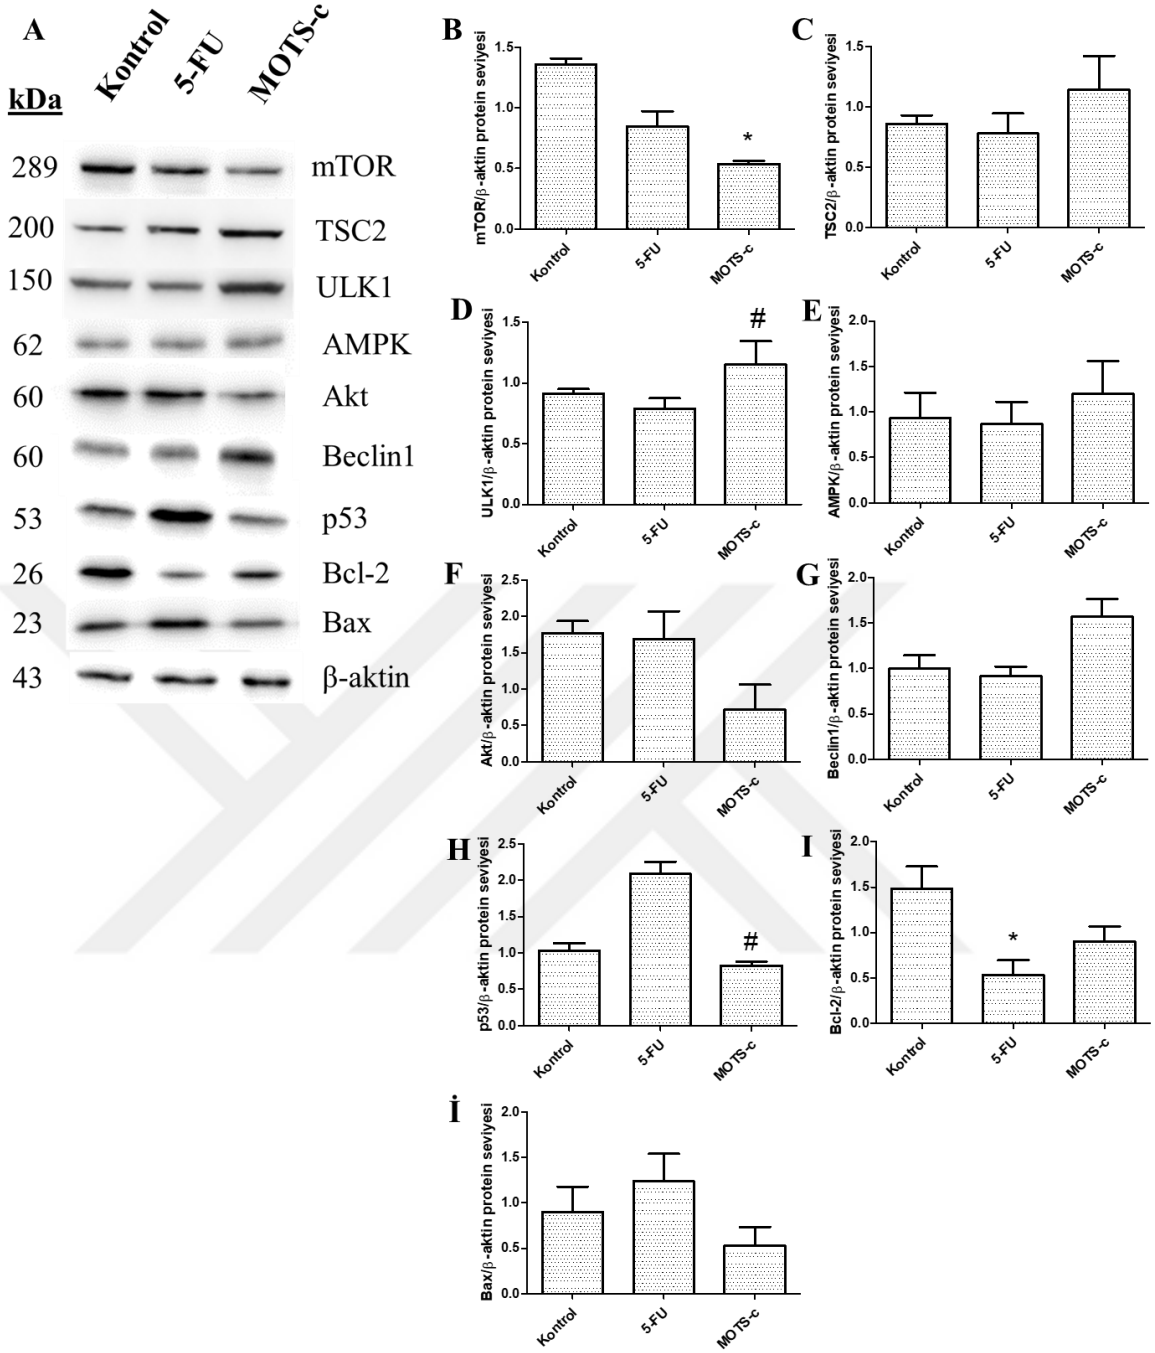 A
Kontrol
5-FU
MOTS-c
kDa
289 mTOR
200 TSC2
150 ULK1
62 AMPK
60 Akt
60 Beclin1
53 p53
26 Bcl-2
23 Bax
43 β-aktin
B
mTOR/β-aktin protein seviyesi
1.5
1.0
0.5
0.0
*
Kontrol
5-FU
MOTS-c
C
TSC2/β-aktin protein seviyesi
1.5
1.0
0.5
0.0
Kontrol
5-FU
MOTS-c
D
ULK1/β-aktin protein seviyesi
1.5
1.0
0.5
0.0
#
Kontrol
5-FU
MOTS-c
E
AMPK/β-aktin protein seviyesi
2.0
1.5
1.0
0.5
0.0
Kontrol
5-FU
MOTS-c
F
Akt/β-aktin protein seviyesi
2.5
2.0
1.5
1.0
0.5
0.0
Kontrol
5-FU
MOTS-c
G
Beclin1/β-aktin protein seviyesi
2.0
1.5
1.0
0.5
0.0
Kontrol
5-FU
MOTS-c
H
p53/β-aktin protein seviyesi
2.5
2.0
1.5
1.0
0.5
0.0
#
Kontrol
5-FU
MOTS-c
I
Bcl-2/β-aktin protein seviyesi
2.0
1.5
1.0
0.5
0.0
*
Kontrol
5-FU
MOTS-c
İ
Bax/β-aktin protein seviyesi
2.0
1.5
1.0
0.5
0.0
Kontrol
5-FU
MOTS-c